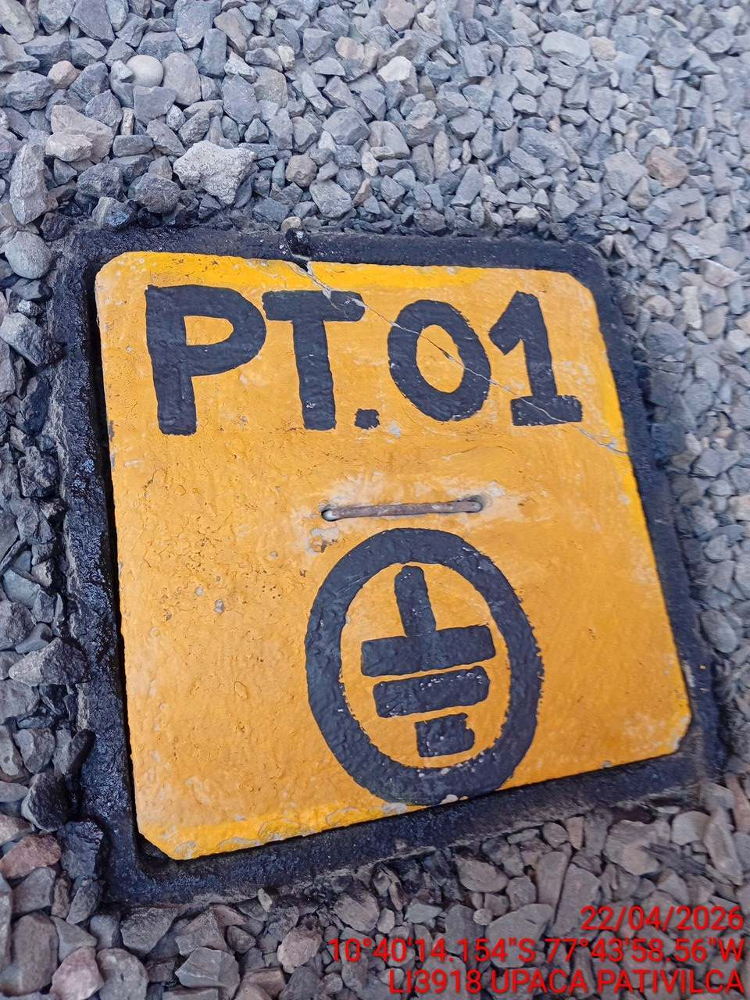 PT.01
22/04/2026
10°40'14.154"S 77°43'58.56"W
LI3918 UPACA PATIVILCA